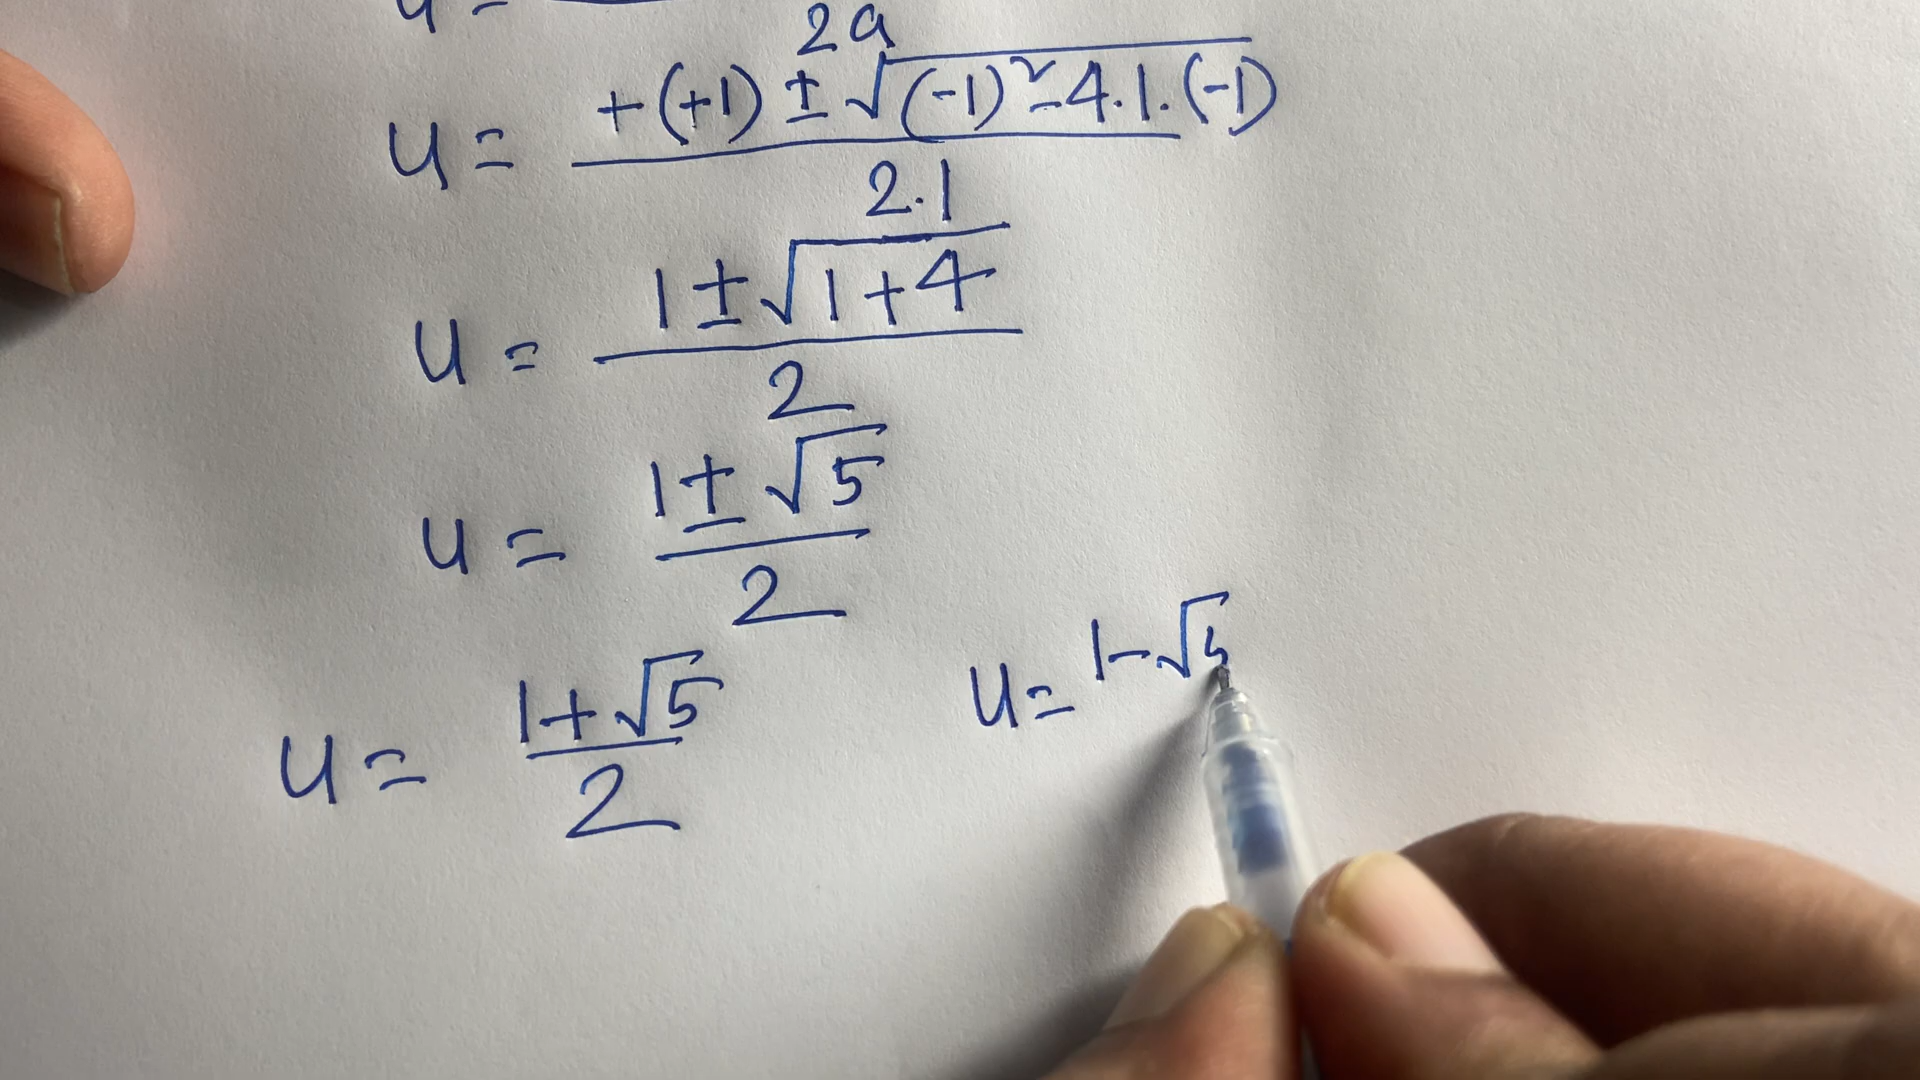 u =
2a
u = +(+1) ± √(-1)² - 4.1.(-1)
2.1
u = 1 ± √1+4
2
u = 1 ± √5
2
u = 1+√5
2
u = 1-√5